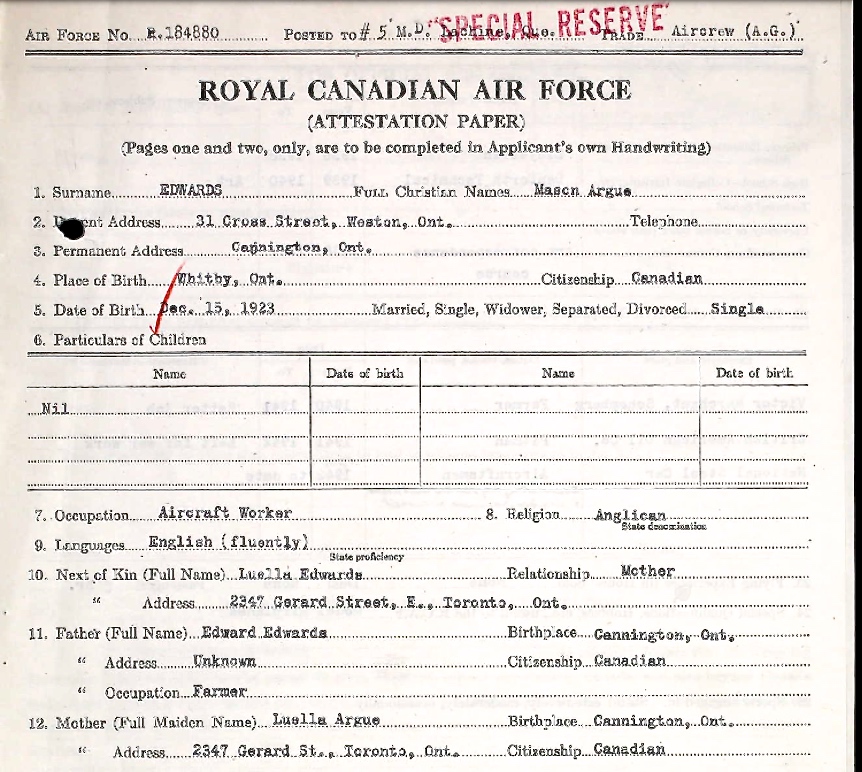 AIR FORCE NO. R.184880 POSTED TO # 5 M.D. Lachine, Que. "SPECIAL RESERVE" TRADE Aircrew (A.G.)
ROYAL CANADIAN AIR FORCE
(ATTESTATION PAPER)
(Pages one and two, only, are to be completed in Applicant's own Handwriting)
1. Surname EDWARDS FULL Christian Names Mason Argue
2. Present Address 31 Cross Street, Weston, Ont. Telephone
3. Permanent Address Cannington, Ont.
4. Place of Birth Whitby, Ont. Citizenship Canadian
5. Date of Birth Dec. 15, 1923 Married, Single, Widower, Separated, Divorced Single
6. Particulars of Children
Name Date of birth Name Date of birth
Nil
7. Occupation Aircraft Worker 8. Religion Anglican
State denomination
9. Languages English (fluently)
State proficiency
10. Next of Kin (Full Name) Luella Edwards Relationship Mother
" Address 2347 Gerard Street, E., Toronto, Ont.
11. Father (Full Name) Edward Edwards Birthplace Cannington, Ont.
" Address Unknown Citizenship Canadian
" Occupation Farmer
12. Mother (Full Maiden Name) Luella Argue Birthplace Cannington, Ont.
" Address 2347 Gerard St., Toronto, Ont. Citizenship Canadian